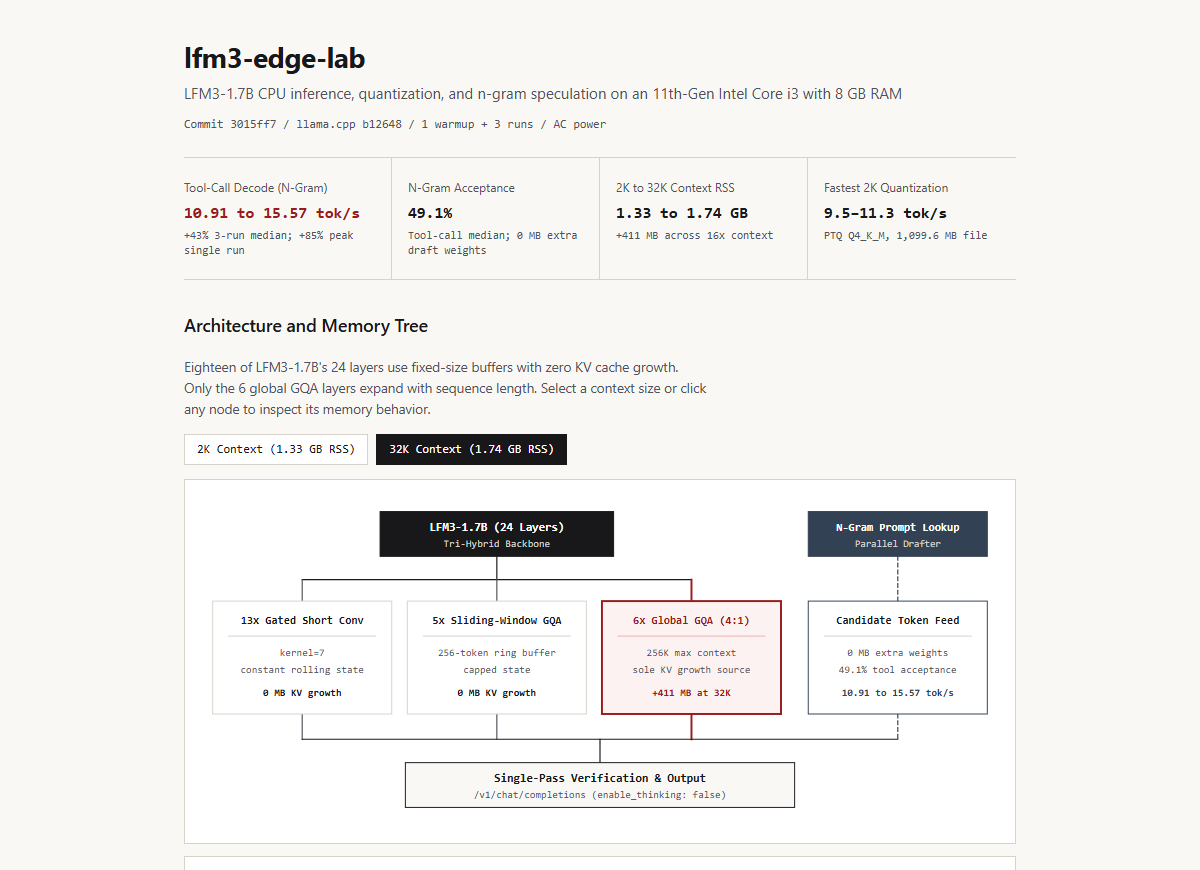 lfm3-edge-lab
LFM3-1.7B CPU inference, quantization, and n-gram speculation on an 11th-Gen Intel Core i3 with 8 GB RAM
Commit 3015ff7 / llama.cpp b12648 / 1 warmup + 3 runs / AC power
Tool-Call Decode (N-Gram)
10.91 to 15.57 tok/s
+43% 3-run median; +85% peak
single run
N-Gram Acceptance
49.1%
Tool-call median; 0 MB extra
draft weights
2K to 32K Context RSS
1.33 to 1.74 GB
+411 MB across 16x context
Fastest 2K Quantization
9.5–11.3 tok/s
PTQ Q4_K_M, 1,099.6 MB file
Architecture and Memory Tree
Eighteen of LFM3-1.7B's 24 layers use fixed-size buffers with zero KV cache growth.
Only the 6 global GQA layers expand with sequence length. Select a context size or click
any node to inspect its memory behavior.
2K Context (1.33 GB RSS)
32K Context (1.74 GB RSS)
LFM3-1.7B (24 Layers)
Tri-Hybrid Backbone
N-Gram Prompt Lookup
Parallel Drafter
13x Gated Short Conv
kernel=7
constant rolling state
0 MB KV growth
5x Sliding-Window GQA
256-token ring buffer
capped state
0 MB KV growth
6x Global GQA (4:1)
256K max context
sole KV growth source
+411 MB at 32K
Candidate Token Feed
0 MB extra weights
49.1% tool acceptance
10.91 to 15.57 tok/s
Single-Pass Verification & Output
/v1/chat/completions (enable_thinking: false)